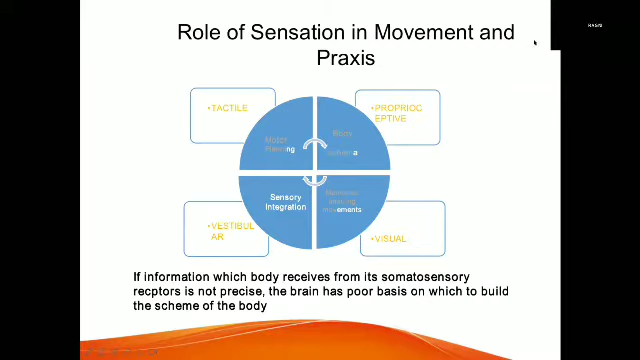 Role of Sensation in Movement and
Praxis
•TACTILE
•PROPRIOC
EPTIVE
Motor
Planning
Body
Schema
Sensory
Integration
movements
•VESTIBUL
AR
•VISUAL
If information which body receives from its somatosensory
recptors is not precise, the brain has poor basis on which to build
the scheme of the body